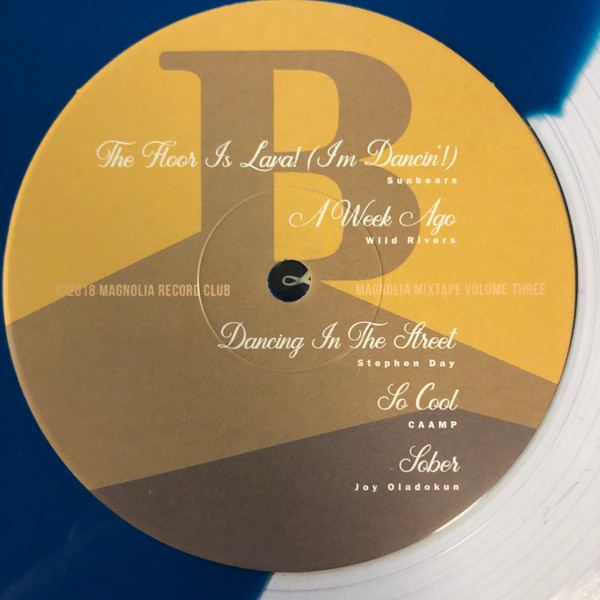 B
The Floor Is Lava! (I'm Dancin'!)
Sunbears
A Week Ago
Wild Rivers
©2018 MAGNOLIA RECORD CLUB
MAGNOLIA MIXTAPE VOLUME THREE
Dancing In The Street
Stephen Day
So Cool
CAAMP
Sober
Joy Oladokun